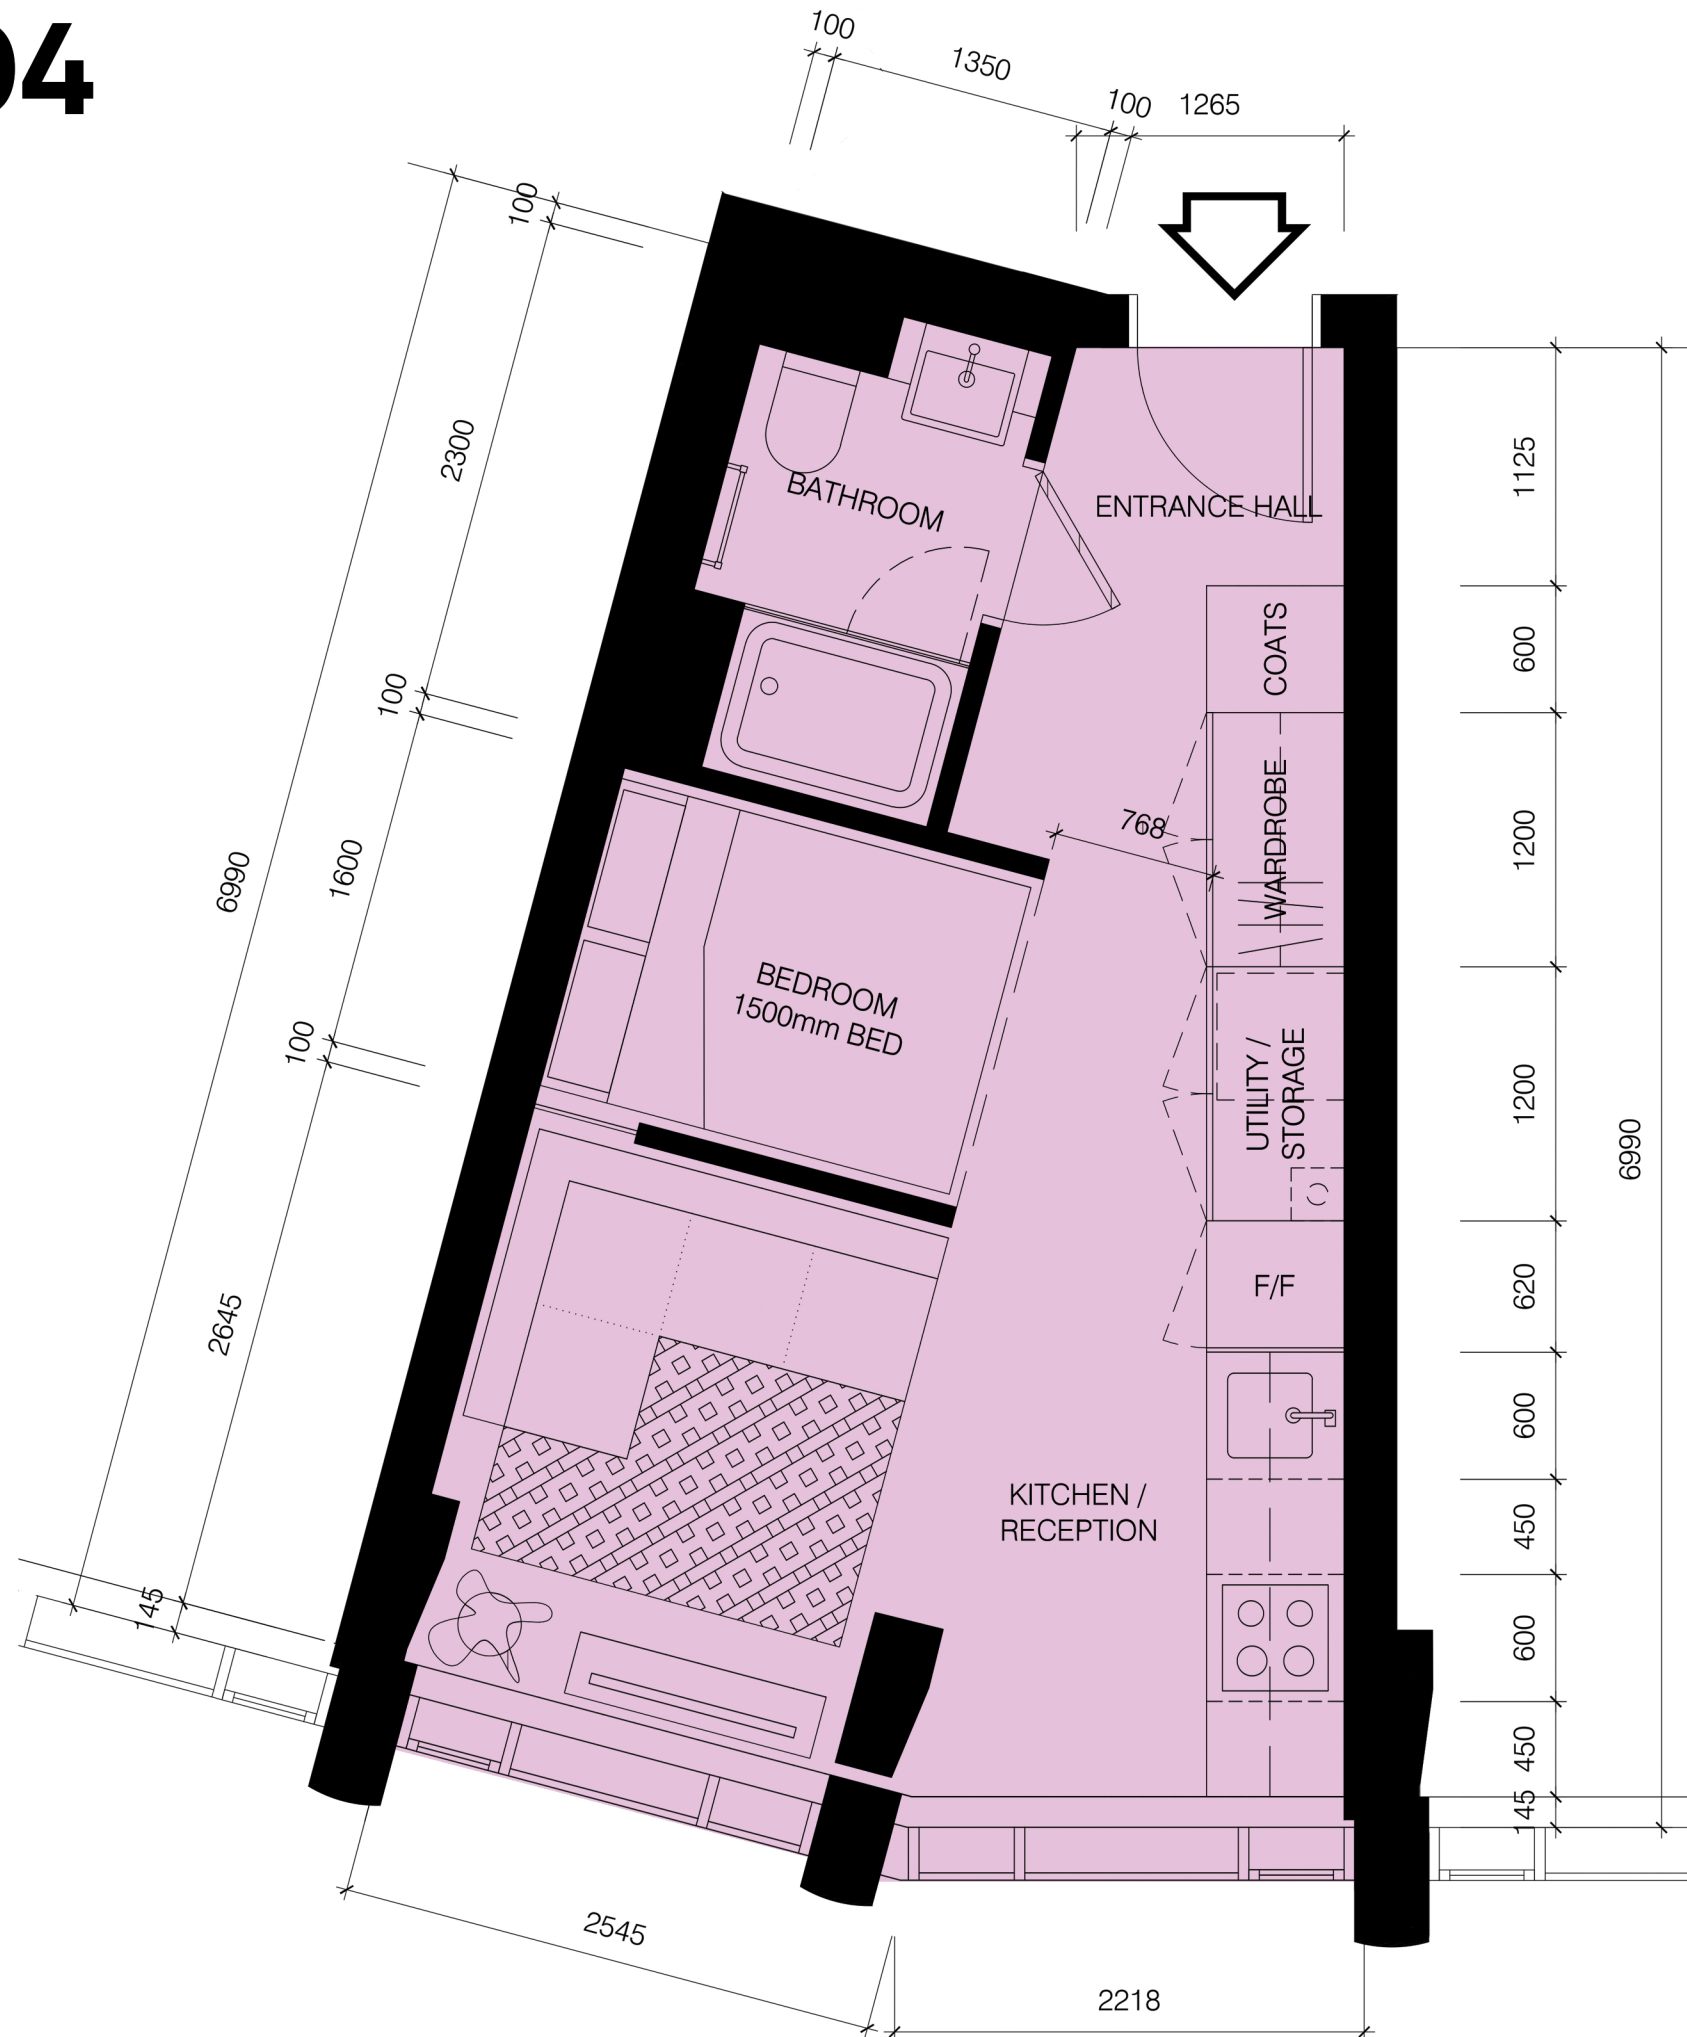 04
100
1350
100
1265
100
2300
100
1600
6990
100
2645
145
BATHROOM
ENTRANCE HALL
COATS
WARDROBE
768
BEDROOM
1500mm BED
UTILITY /
STORAGE
F/F
KITCHEN /
RECEPTION
1125
600
1200
1200
620
600
450
600
450
145
6990
2545
2218